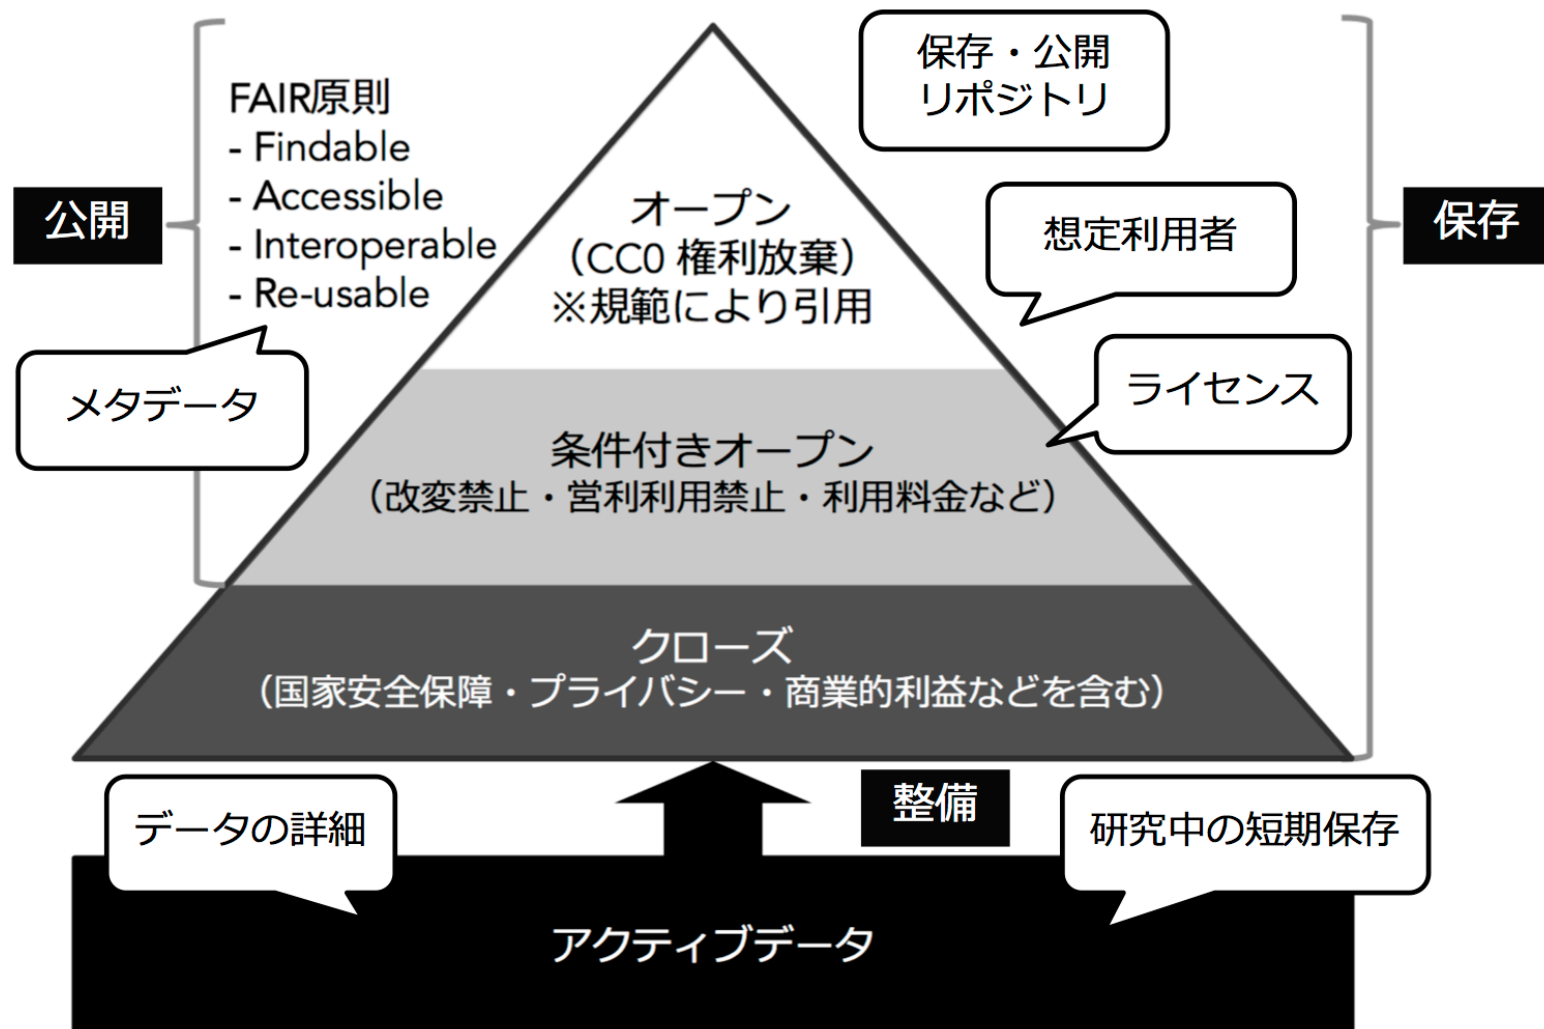 保存・公開
リポジトリ
FAIR原則
- Findable
- Accessible
- Interoperable
- Re-usable
公開
保存
オープン
（CC0 権利放棄）
※規範により引用
想定利用者
メタデータ
ライセンス
条件付きオープン
（改変禁止・営利利用禁止・利用料金など）
クローズ
（国家安全保障・プライバシー・商業的利益などを含む）
整備
データの詳細
研究中の短期保存
アクティブデータ